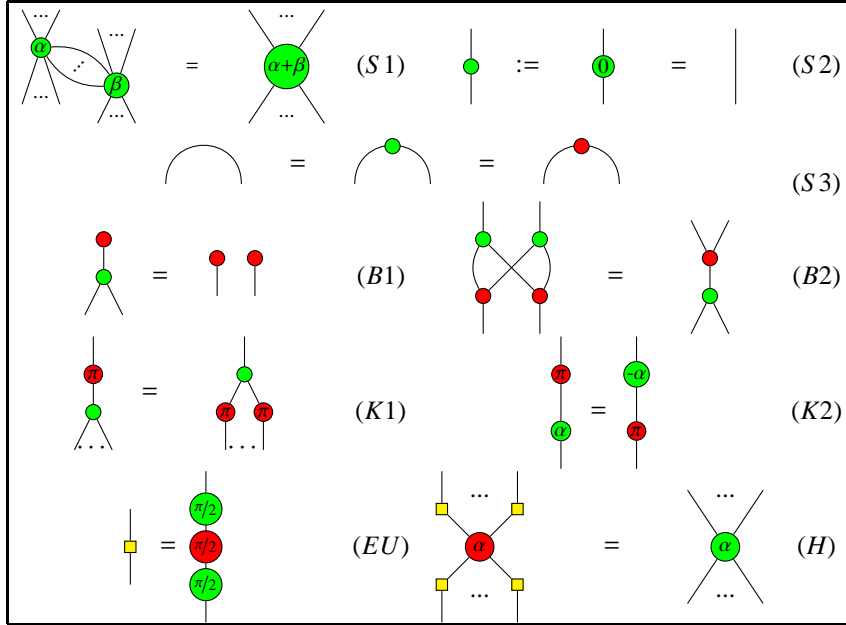 ... ...
α ... β = α+β (S1) := 0 = (S2)
... ... ...
= = (S3)
= (B1) = (B2)
π = π π (K1) π α = -α π (K2)
... ...
= π/2 π/2 π/2 (EU) ... α ... = ... α ... (H)